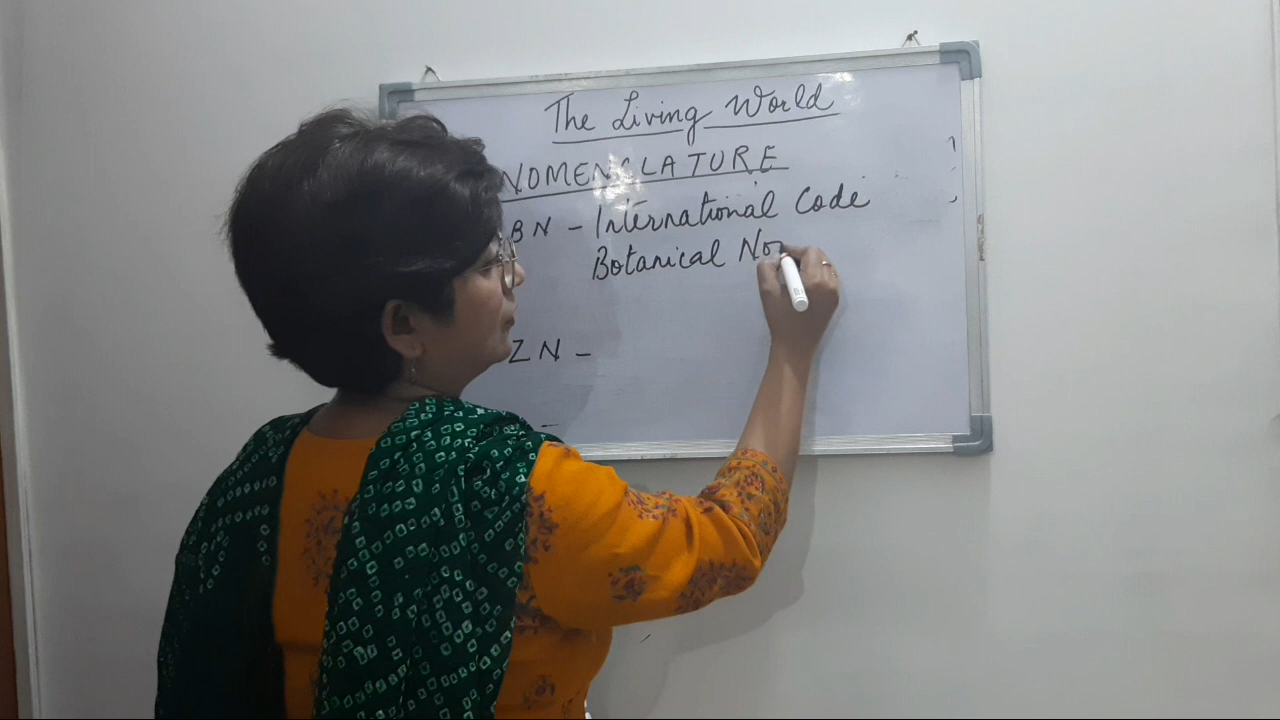 The Living World
NOMENCLATURE
BN - International Code
Botanical No
ZN -